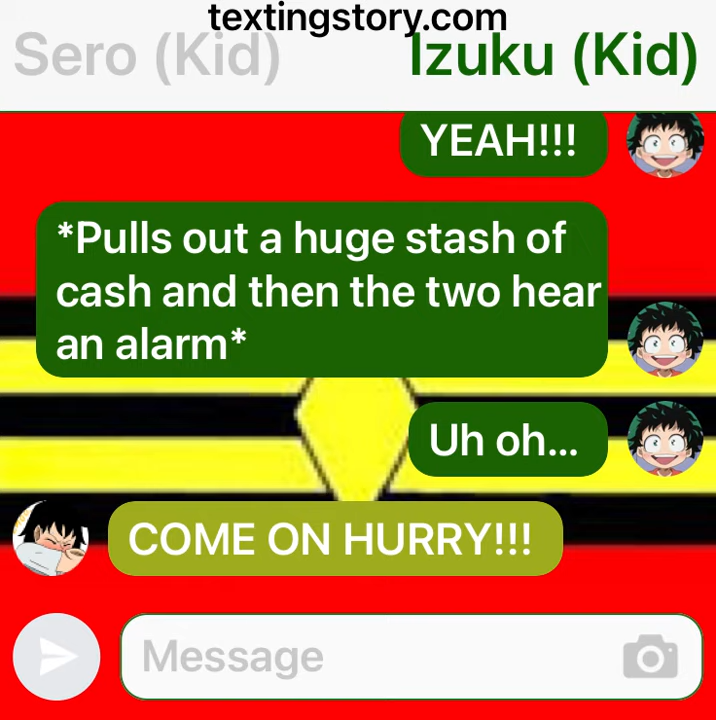 textingstory.com
Sero (Kid)
Izuku (Kid)
YEAH!!!
*Pulls out a huge stash of
cash and then the two hear
an alarm*
Uh oh...
COME ON HURRY!!!
Message